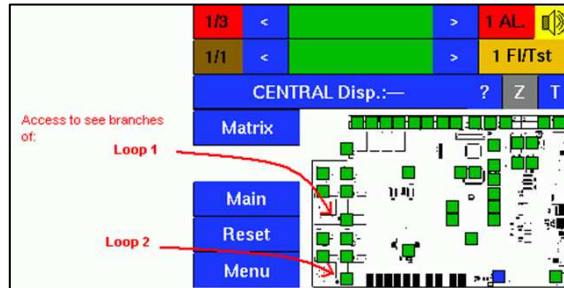 1/3 < > 1 AL.
1/1 < > 1 FI/Tst
CENTRAL Disp.:— ? Z T
Access to see branches
of:
Matrix
Loop 1
Main
Reset
Loop 2
Menu